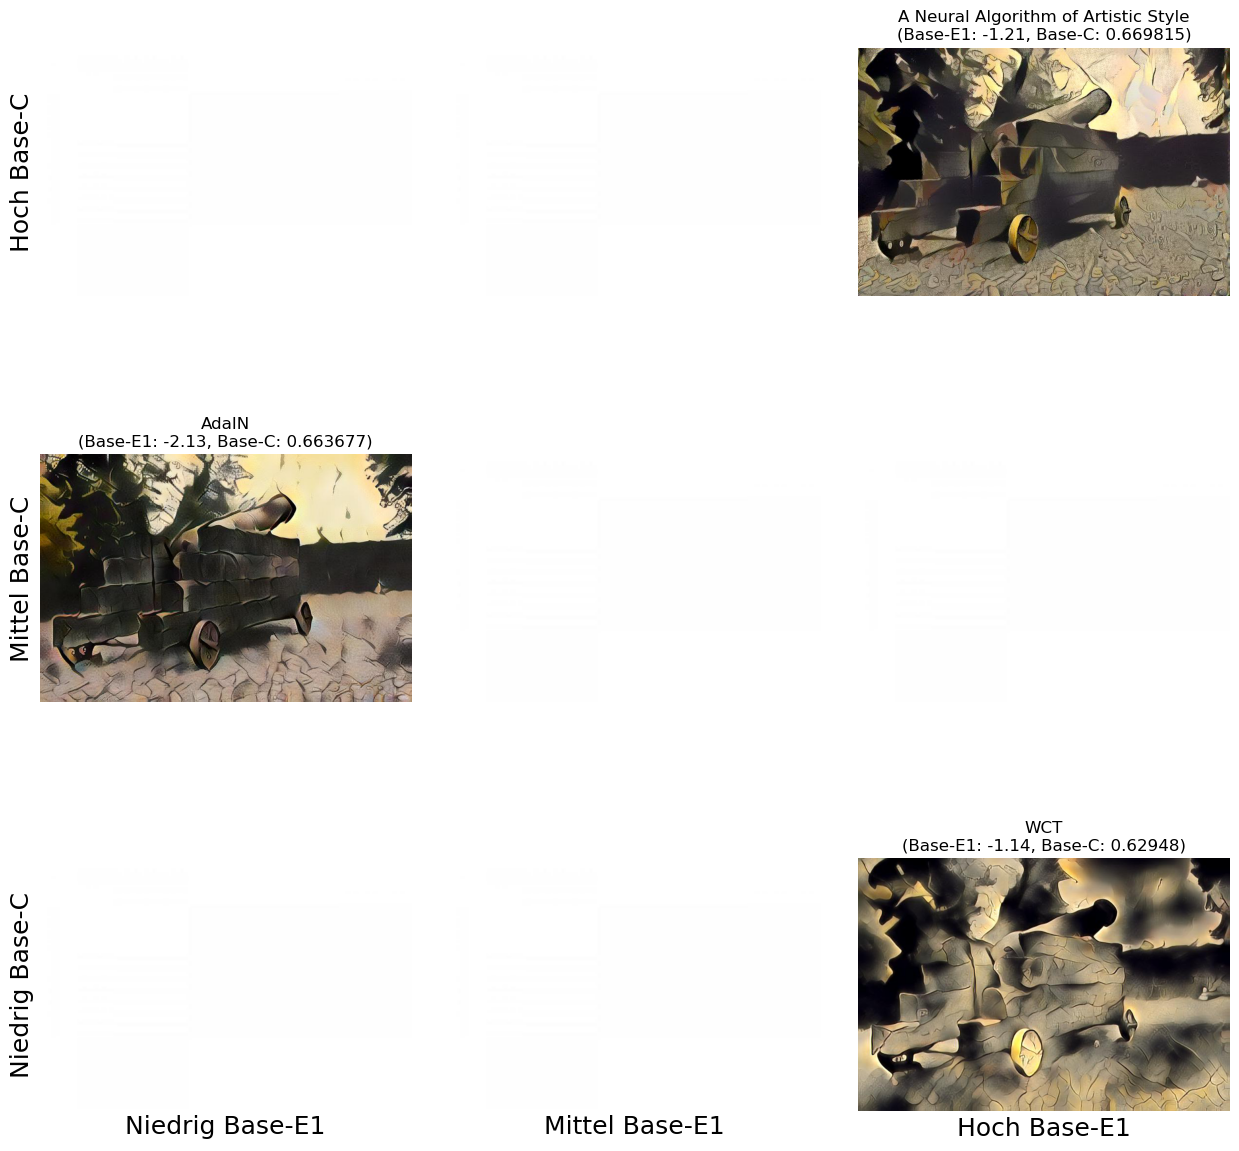 A Neural Algorithm of Artistic Style
(Base-E1: -1.21, Base-C: 0.669815)
Hoch Base-C
AdaIN
(Base-E1: -2.13, Base-C: 0.663677)
Mittel Base-C
WCT
(Base-E1: -1.14, Base-C: 0.62948)
Niedrig Base-C
Niedrig Base-E1
Mittel Base-E1
Hoch Base-E1